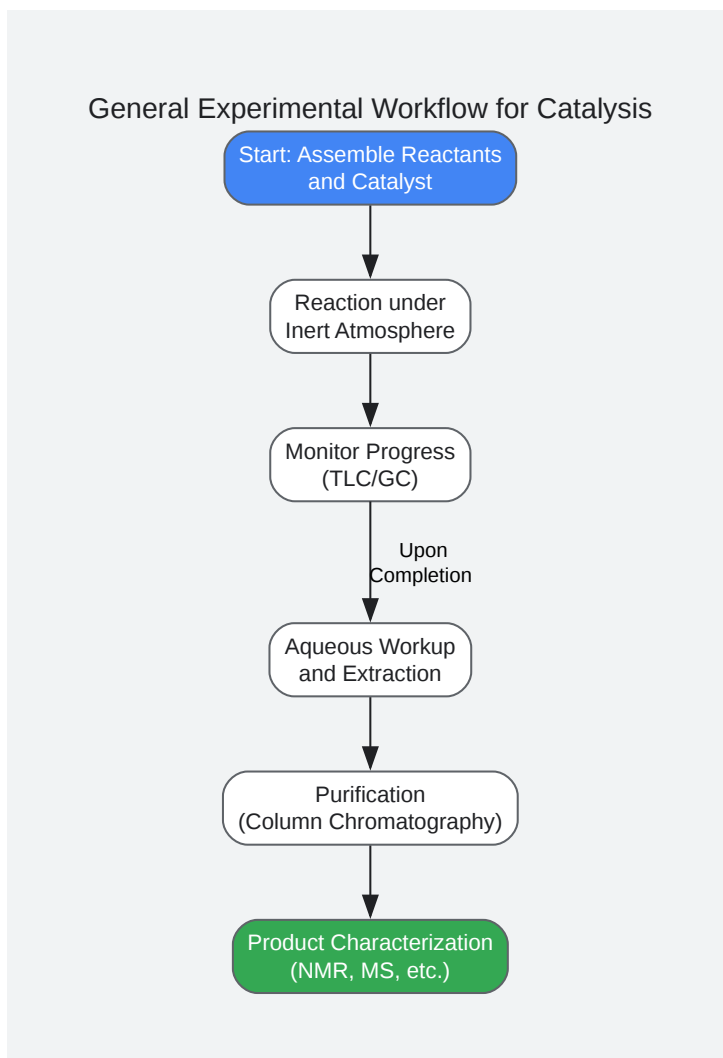 General Experimental Workflow for Catalysis
Start: Assemble Reactants
and Catalyst
Reaction under
Inert Atmosphere
Monitor Progress
(TLC/GC)
Upon
Completion
Aqueous Workup
and Extraction
Purification
(Column Chromatography)
Product Characterization
(NMR, MS, etc.)